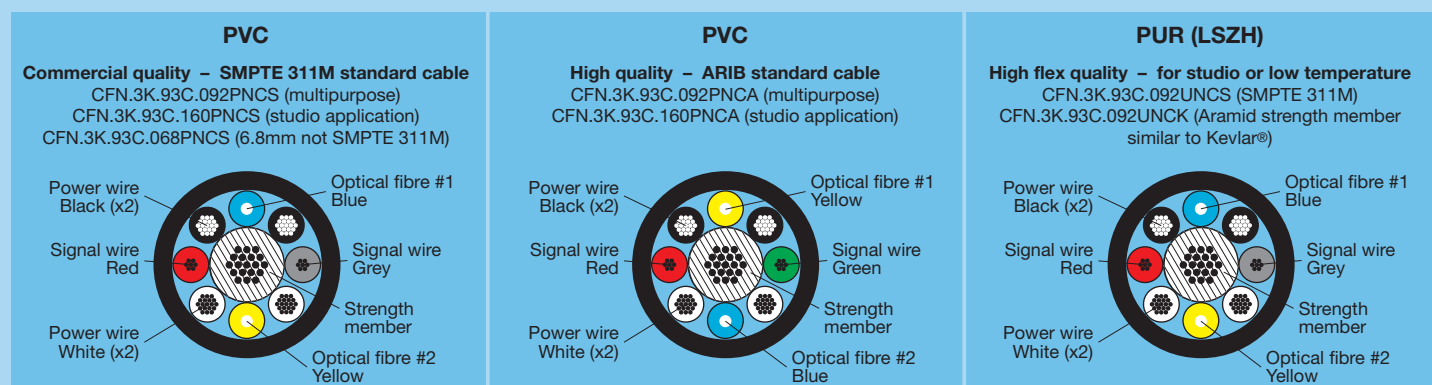 PVC
Commercial quality – SMPTE 311M standard cable
CFN.3K.93C.092PNCS (multipurpose)
CFN.3K.93C.160PNCS (studio application)
CFN.3K.93C.068PNCS (6.8mm not SMPTE 311M)
Power wire
Black (x2)
Optical fibre #1
Blue
Signal wire
Red
Signal wire
Grey
Power wire
White (x2)
Strength
member
Optical fibre #2
Yellow
PVC
High quality – ARIB standard cable
CFN.3K.93C.092PNCA (multipurpose)
CFN.3K.93C.160PNCA (studio application)
Power wire
Black (x2)
Optical fibre #1
Yellow
Signal wire
Red
Signal wire
Green
Power wire
White (x2)
Strength
member
Optical fibre #2
Blue
PUR (LSZH)
High flex quality – for studio or low temperature
CFN.3K.93C.092UNCS (SMPTE 311M)
CFN.3K.93C.092UNCK (Aramid strength member
similar to Kevlar®)
Power wire
Black (x2)
Optical fibre #1
Blue
Signal wire
Red
Signal wire
Grey
Power wire
White (x2)
Strength
member
Optical fibre #2
Yellow